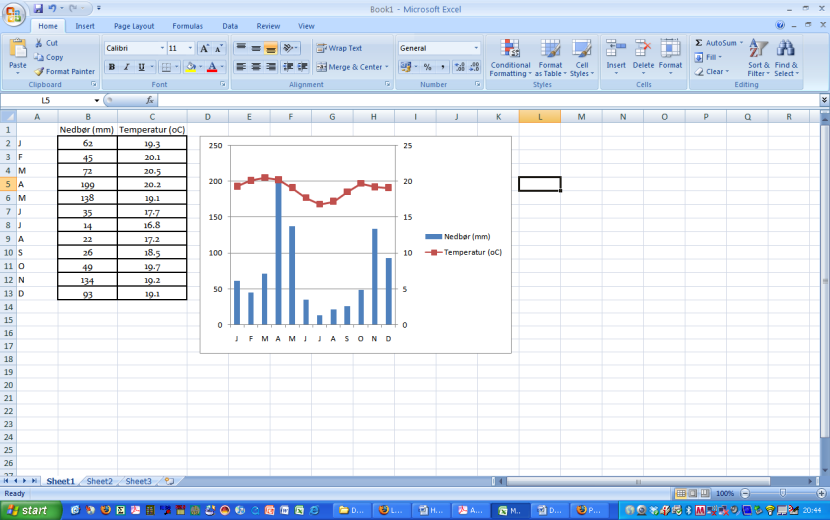 Book1 - Microsoft Excel
Home Insert Page Layout Formulas Data Review View
Paste
Cut
Copy
Format Painter
Clipboard
Calibri 11
B I U
Font
Wrap Text
Merge & Center
Alignment
General
% ,
Number
Conditional Formatting
Format as Table
Cell Styles
Styles
Insert Delete Format
Cells
Σ AutoSum
Fill
Clear
Sort & Filter
Find & Select
Editing
L5 fx
A B C D E F G H I J K L M N O P Q R
1 Nedbør (mm) Temperatur (oC)
2 J 62 19.3
3 F 45 20.1
4 M 72 20.5
5 A 199 20.2
6 M 138 19.1
7 J 35 17.7
8 J 14 16.8
9 A 22 17.2
10 S 26 18.5
11 O 49 19.7
12 N 134 19.2
13 D 93 19.1
14
15
16
17
18
19
20
21
22
23
24
25
26
27
250 25
200 20
150 15
100 10
50 5
0 0
J F M A M J J A S O N D
Nedbør (mm)
Temperatur (oC)
Sheet1 Sheet2 Sheet3
Ready 100%
start D... L... H... A... M.. D... P... 20:44